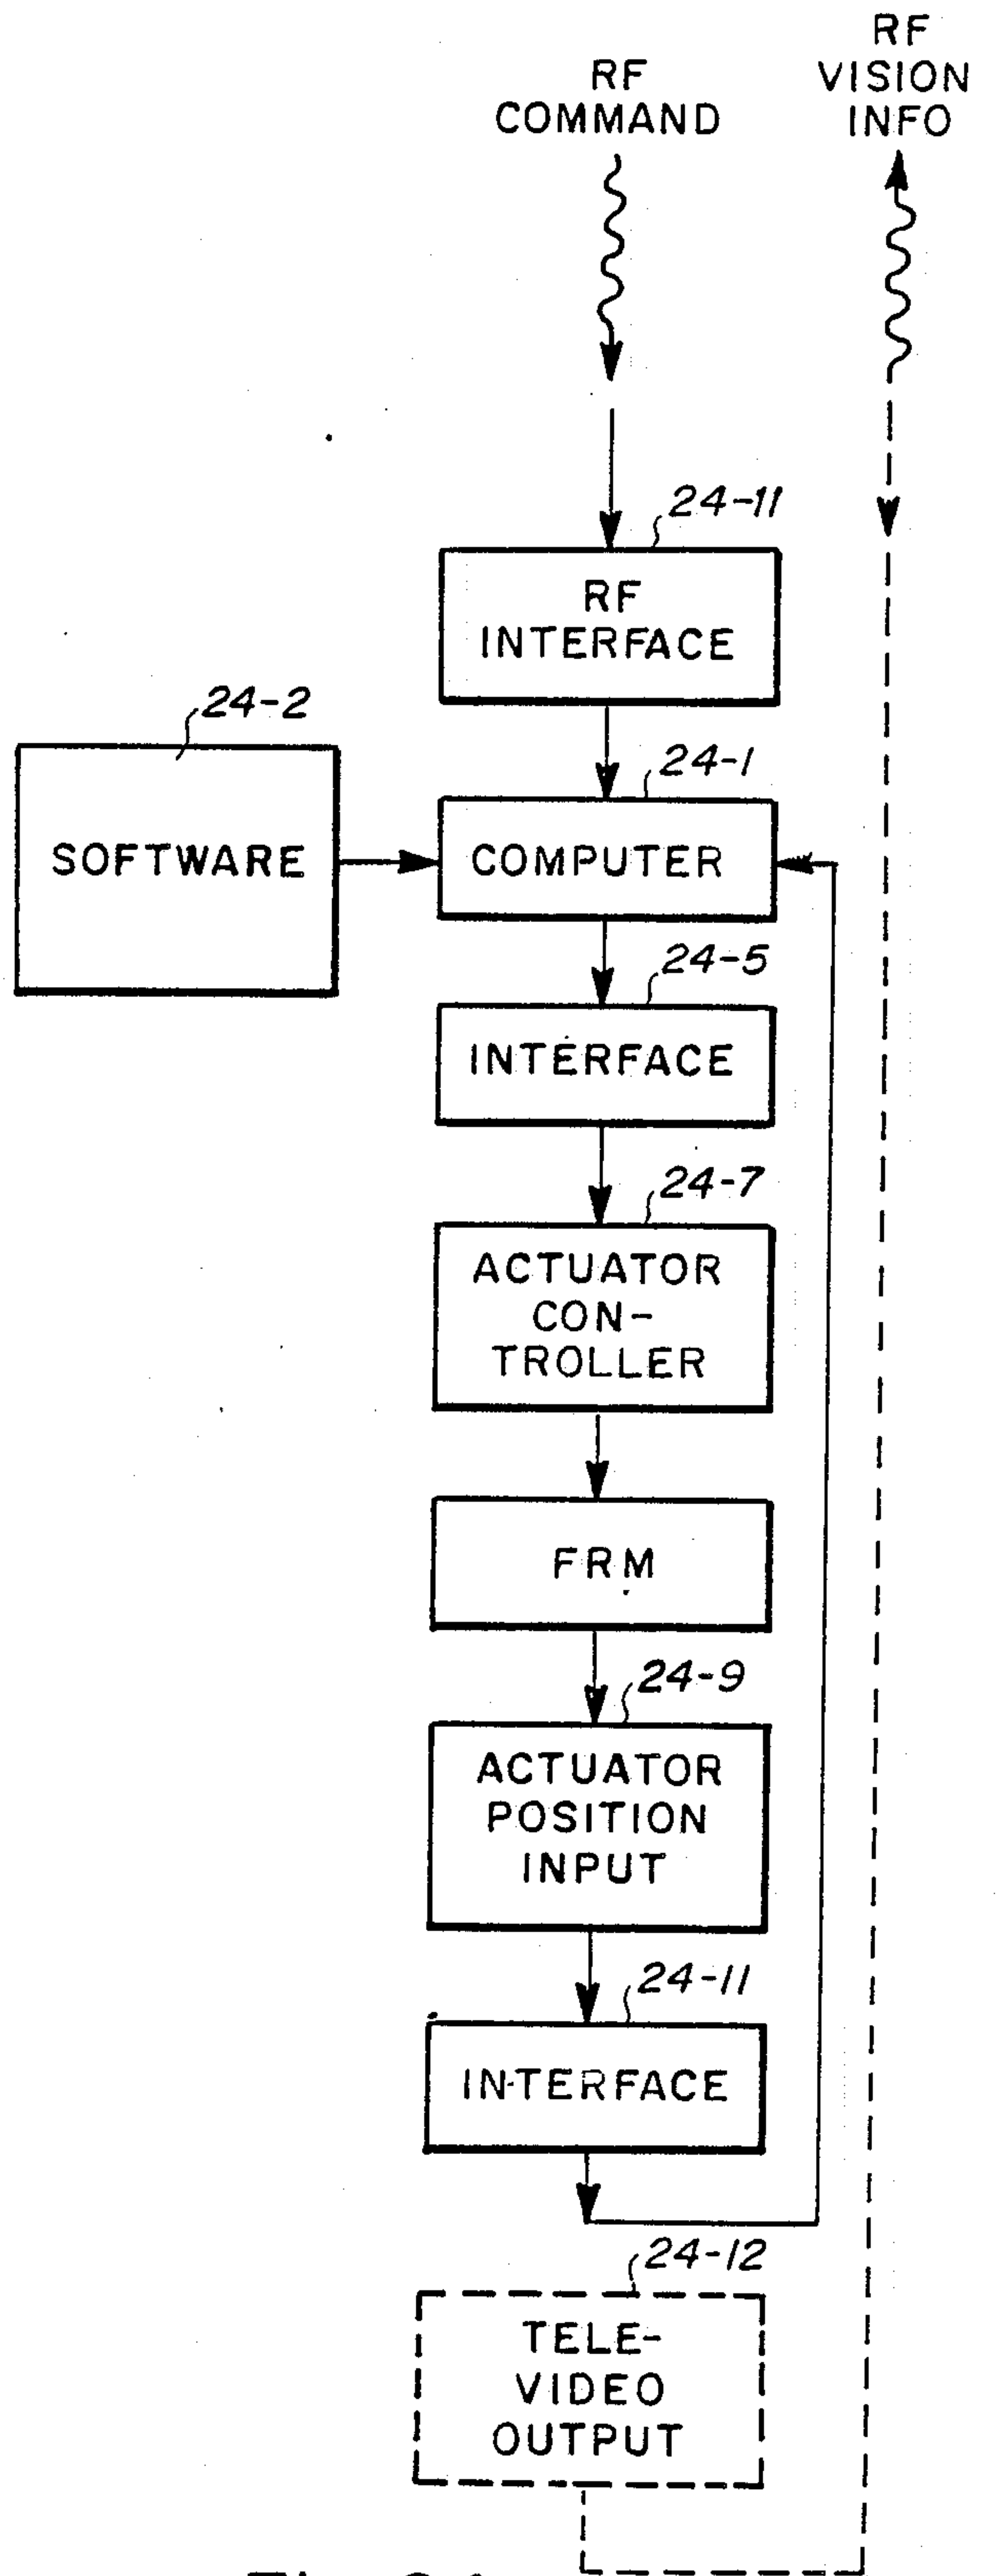 RF
COMMAND
RF
VISION
INFO
24-11
RF
INTERFACE
24-2
SOFTWARE
24-1
COMPUTER
24-5
INTERFACE
24-7
ACTUATOR
CON-
TROLLER
FRM
24-9
ACTUATOR
POSITION
INPUT
24-11
INTERFACE
24-12
TELE-
VIDEO
OUTPUT